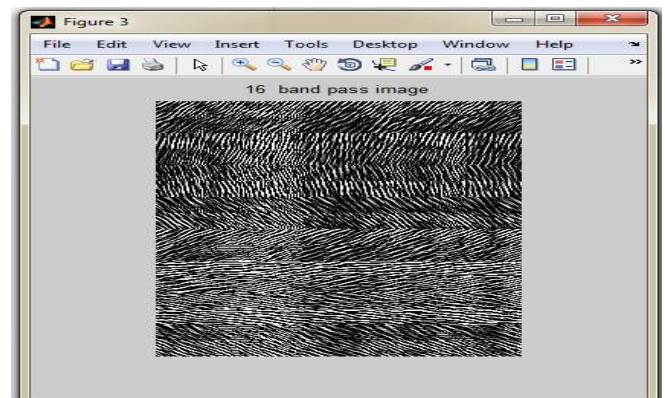 Figure 3
File Edit View Insert Tools Desktop Window Help
16 band pass image